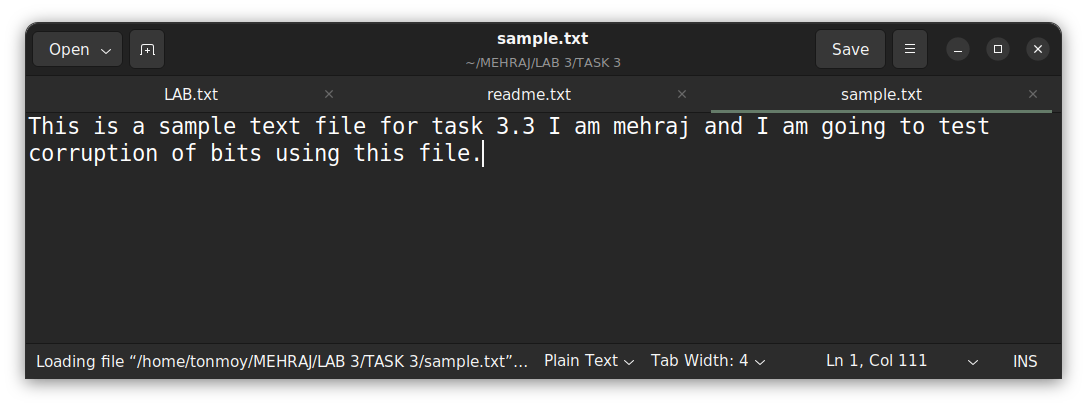 Open
sample.txt
~/MEHRAJ/LAB 3/TASK 3
Save
LAB.txt
readme.txt
sample.txt
This is a sample text file for task 3.3 I am mehraj and I am going to test
corruption of bits using this file.
Loading file “/home/tonmoy/MEHRAJ/LAB 3/TASK 3/sample.txt”... Plain Text Tab Width: 4 Ln 1, Col 111 INS